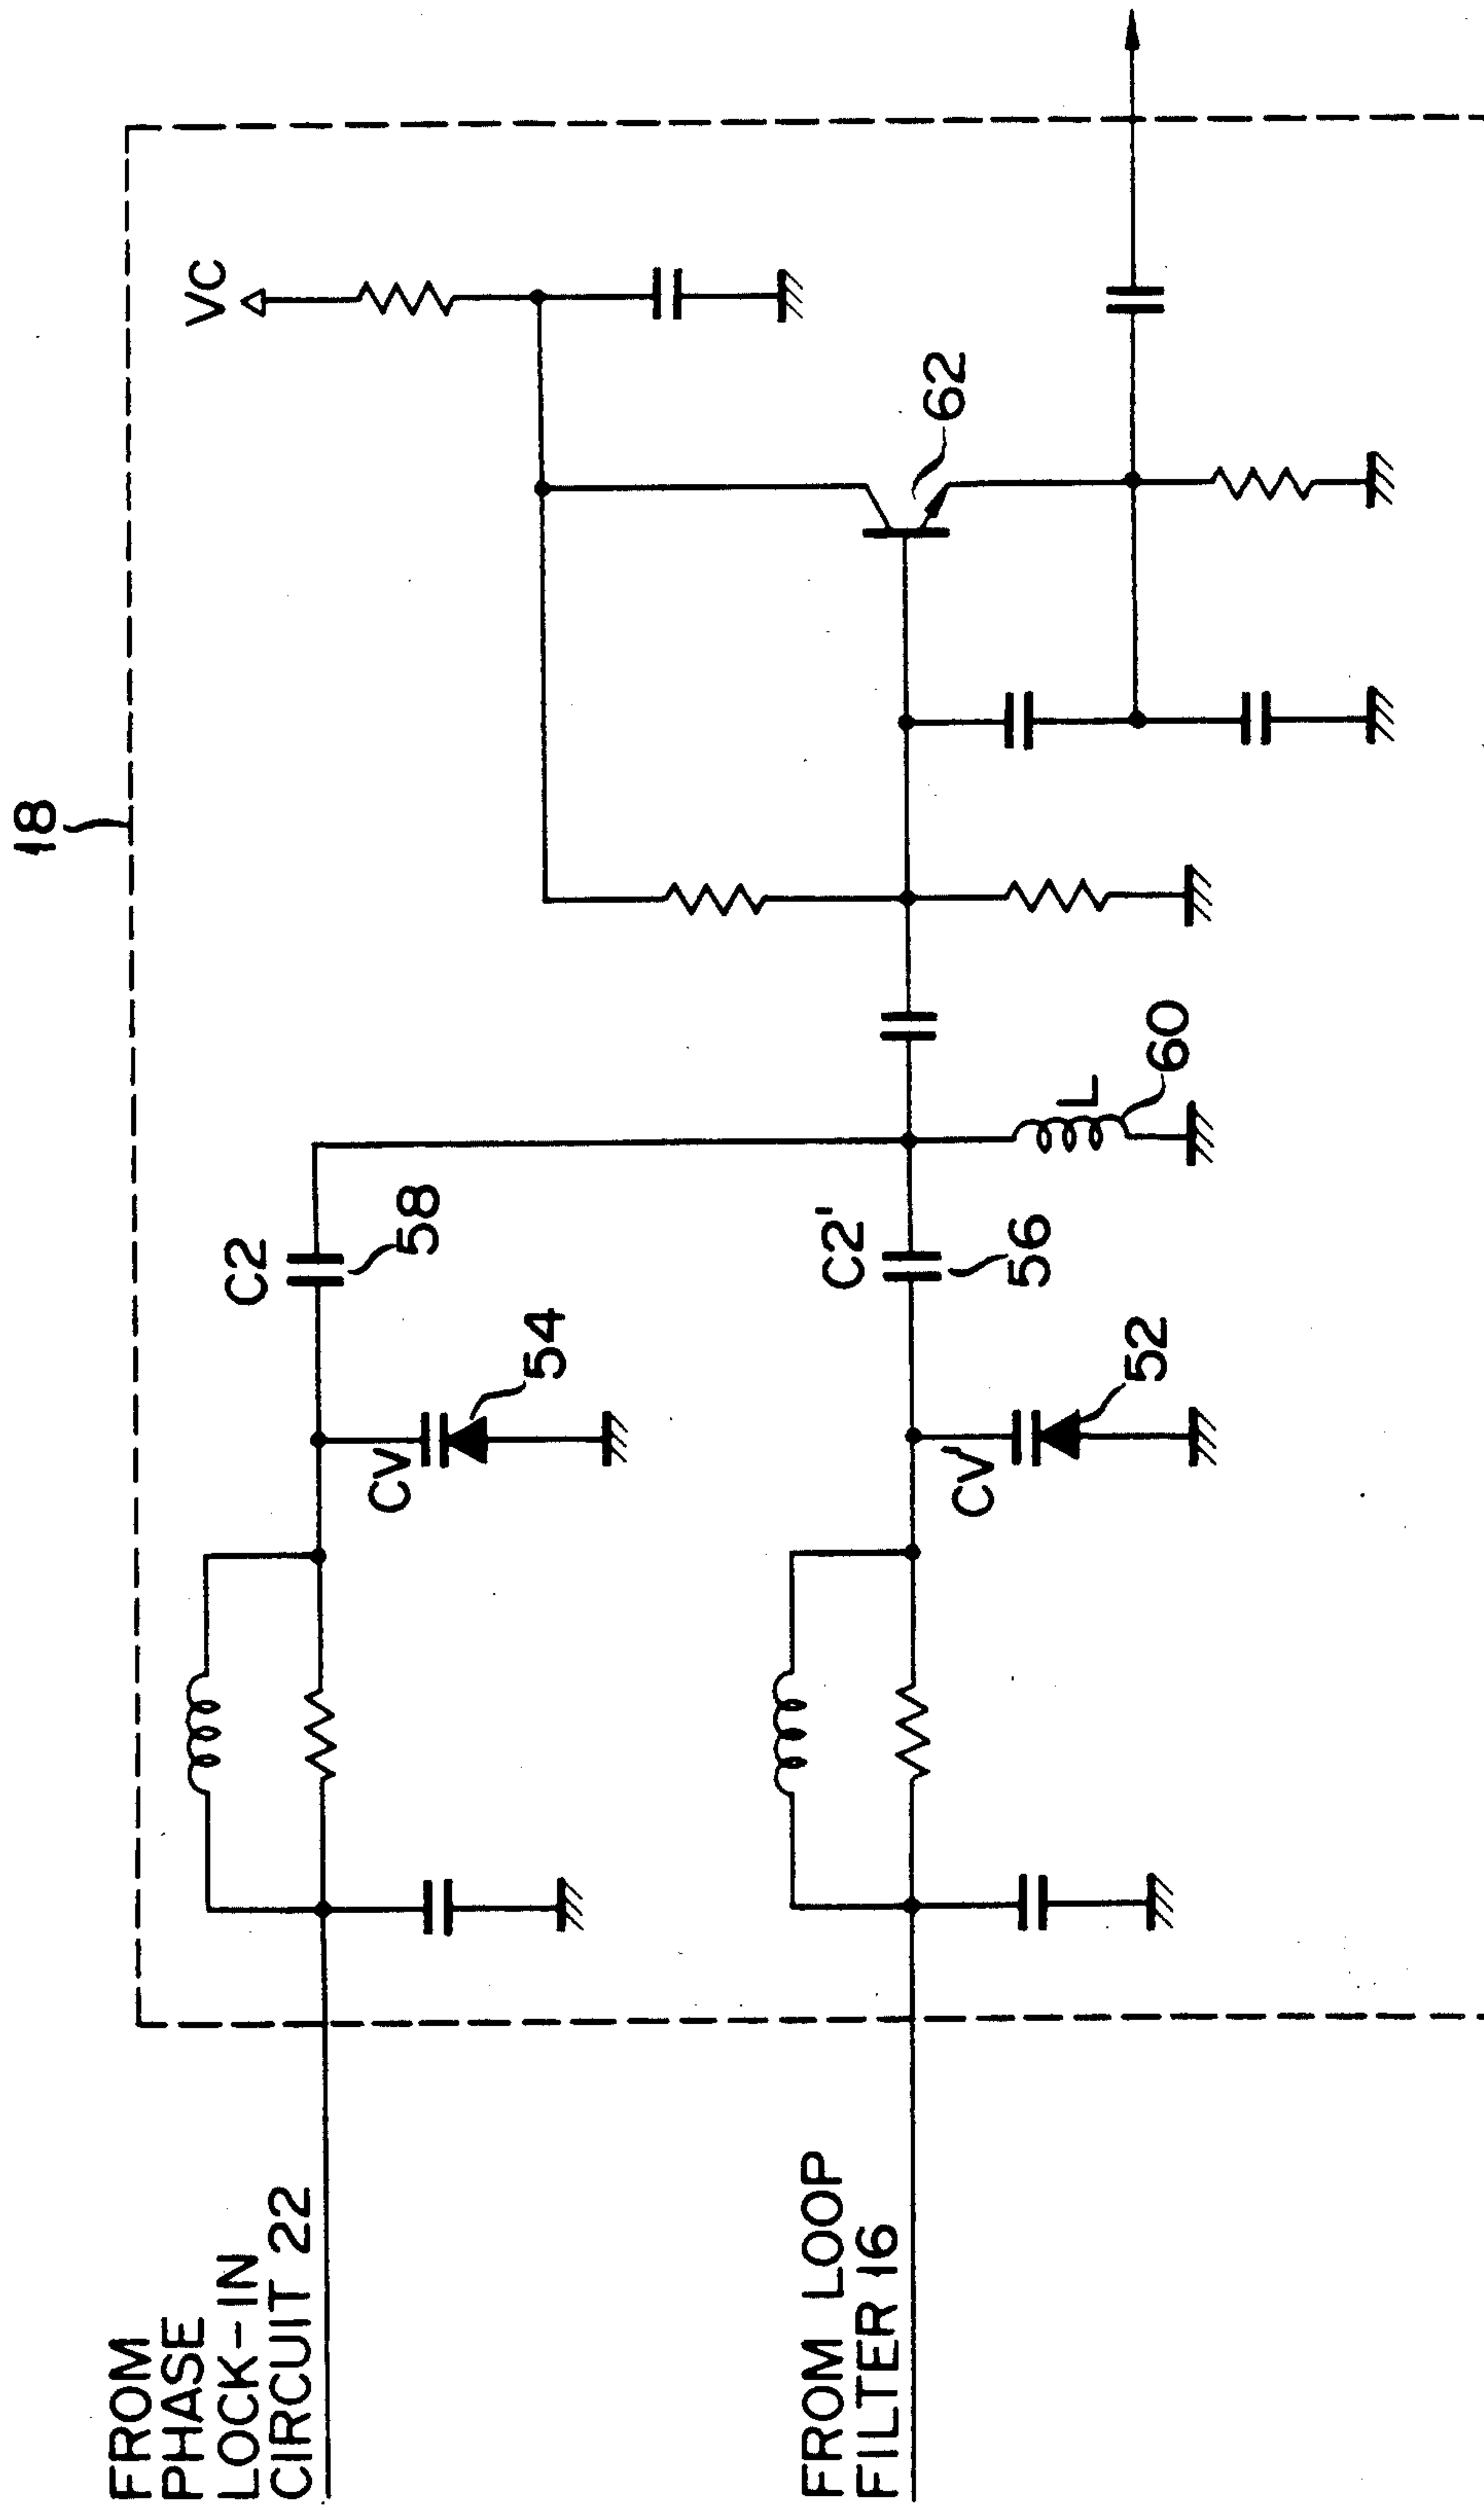 18
VC
FROM
PHASE
LOCK-IN
CIRCUIT 22
C2
58
CV
54
62
FROM LOOP
FILTER 16
C2'
56
CV'
52
L
60